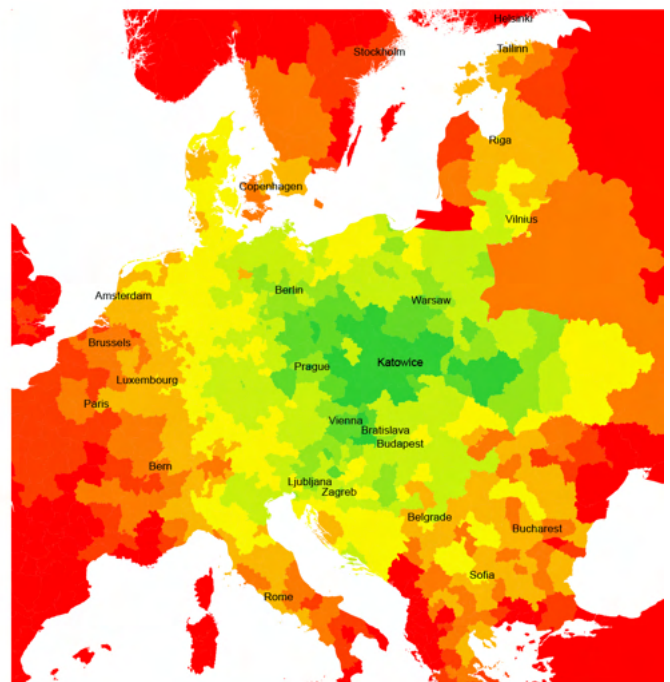 Helsinki
Tallinn
Stockholm
Riga
Copenhagen
Vilnius
Berlin
Amsterdam
Warsaw
Brussels
Prague
Katowice
Luxembourg
Paris
Vienna
Bratislava
Budapest
Bern
Ljubljana
Zagreb
Belgrade
Bucharest
Sofia
Rome